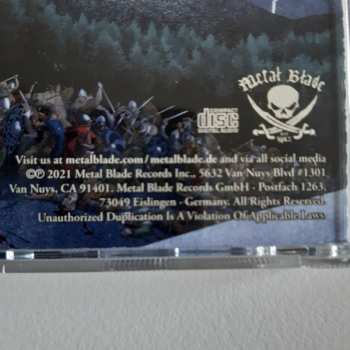 Metal Blade
COMPACT
disc
DIGITAL AUDIO
Visit us at metalblade.com/metalblade.de and via all social media
©℗ 2021 Metal Blade Records Inc., 5632 Van Nuys Blvd #1301
Van Nuys, CA 91401. Metal Blade Records GmbH · Postfach 1263,
73049 Eislingen - Germany. All Rights Reserved.
Unauthorized Duplication Is A Violation Of Applicable Laws